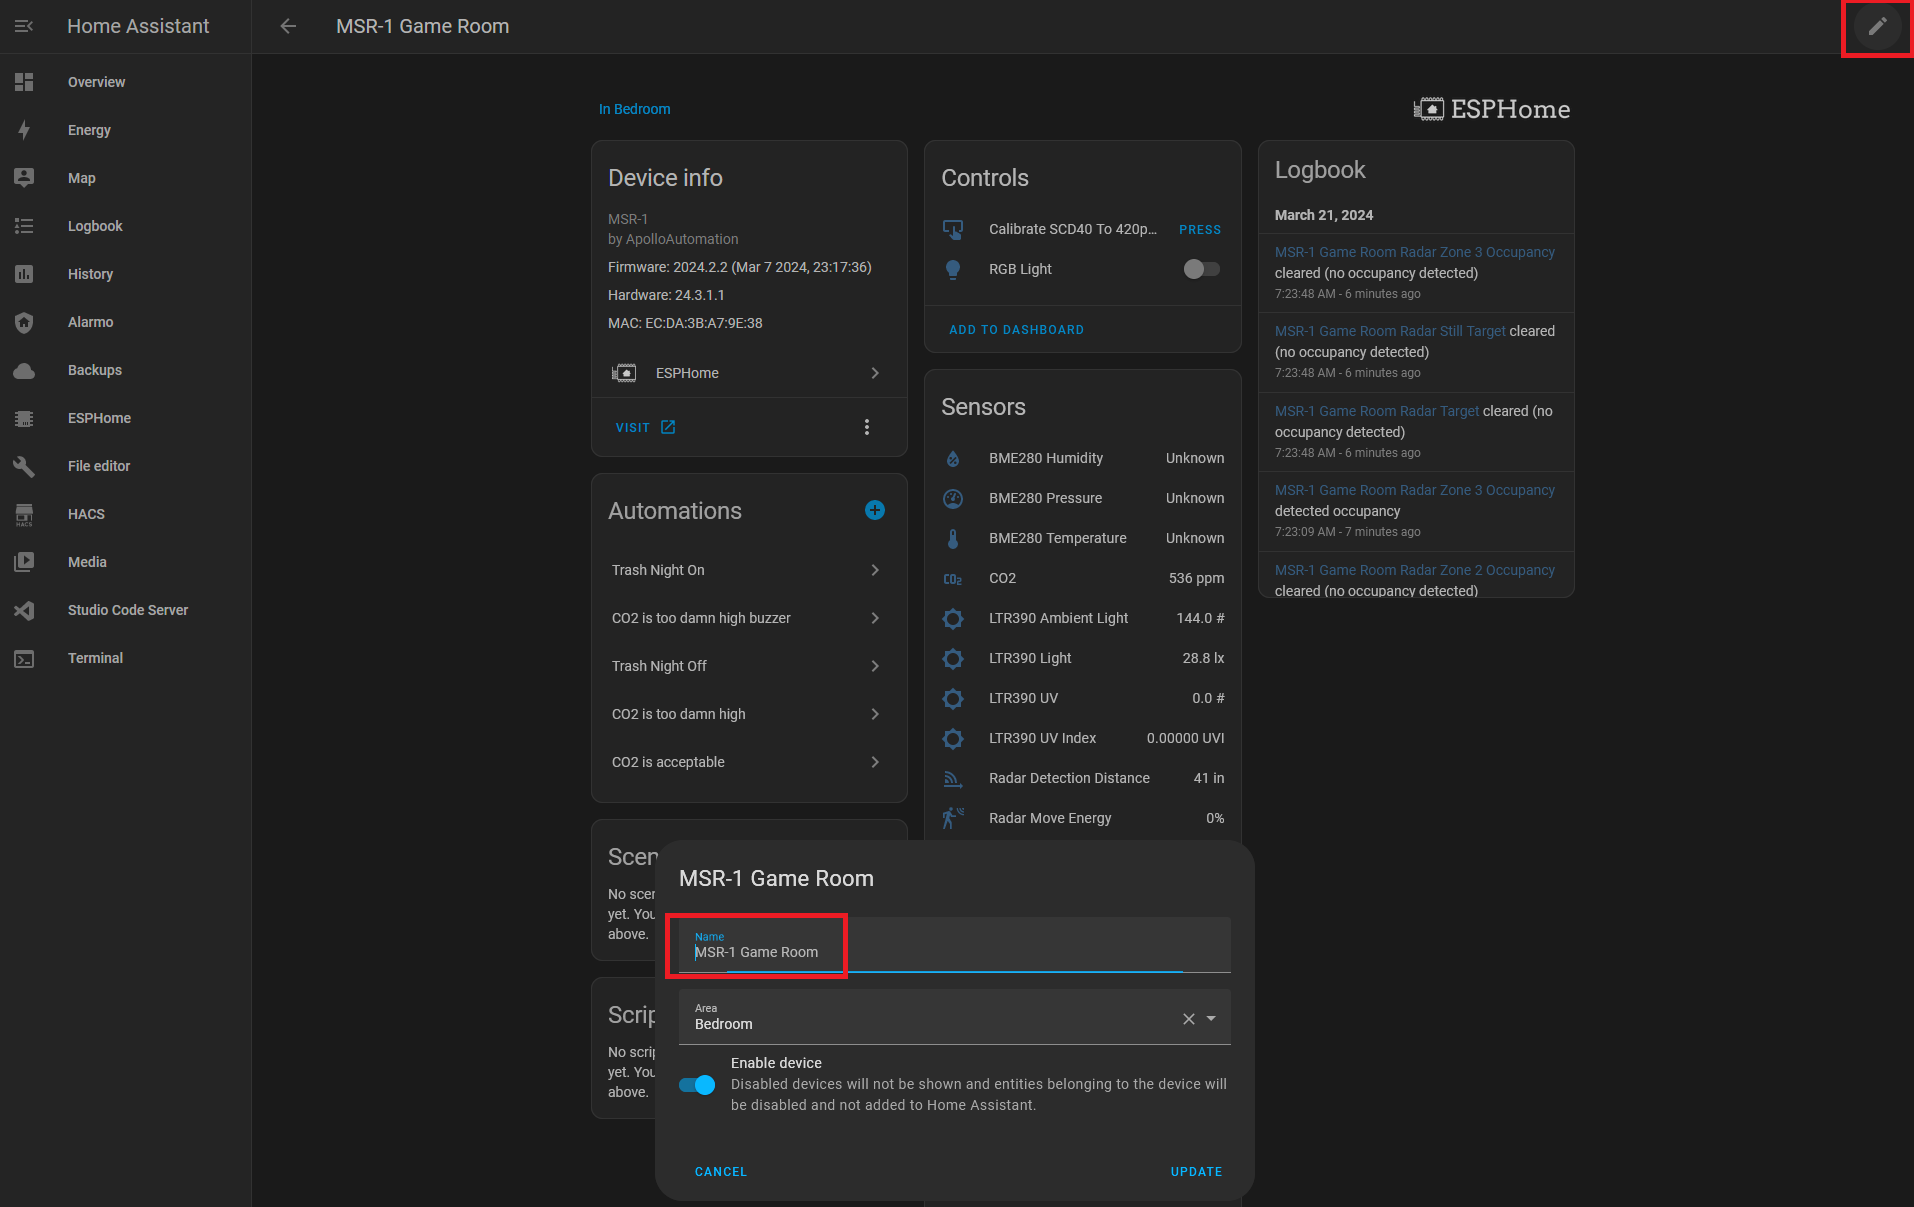 Home Assistant
MSR-1 Game Room
Overview
Energy
Map
Logbook
History
Alarmo
Backups
ESPHome
File editor
HACS
HACS
Media
Studio Code Server
Terminal
In Bedroom
ESPHome
Device info
MSR-1
by ApolloAutomation
Firmware: 2024.2.2 (Mar 7 2024, 23:17:36)
Hardware: 24.3.1.1
MAC: EC:DA:3B:A7:9E:38
ESPHome
VISIT
Automations
Trash Night On
CO2 is too damn high buzzer
Trash Night Off
CO2 is too damn high
CO2 is acceptable
Scen
No scen
yet. You
above.
Scrip
No scrip
yet. You
above.
Controls
Calibrate SCD40 To 420p... PRESS
RGB Light
ADD TO DASHBOARD
Sensors
BME280 Humidity Unknown
BME280 Pressure Unknown
BME280 Temperature Unknown
CO2 CO2 536 ppm
LTR390 Ambient Light 144.0 #
LTR390 Light 28.8 lx
LTR390 UV 0.0 #
LTR390 UV Index 0.00000 UVI
Radar Detection Distance 41 in
Radar Move Energy 0%
Logbook
March 21, 2024
MSR-1 Game Room Radar Zone 3 Occupancy
cleared (no occupancy detected)
7:23:48 AM - 6 minutes ago
MSR-1 Game Room Radar Still Target cleared
(no occupancy detected)
7:23:48 AM - 6 minutes ago
MSR-1 Game Room Radar Target cleared (no
occupancy detected)
7:23:48 AM - 6 minutes ago
MSR-1 Game Room Radar Zone 3 Occupancy
detected occupancy
7:23:09 AM - 7 minutes ago
MSR-1 Game Room Radar Zone 2 Occupancy
cleared (no occupancy detected)
MSR-1 Game Room
Name
MSR-1 Game Room
Area
Bedroom
Enable device
Disabled devices will not be shown and entities belonging to the device will
be disabled and not added to Home Assistant.
CANCEL UPDATE